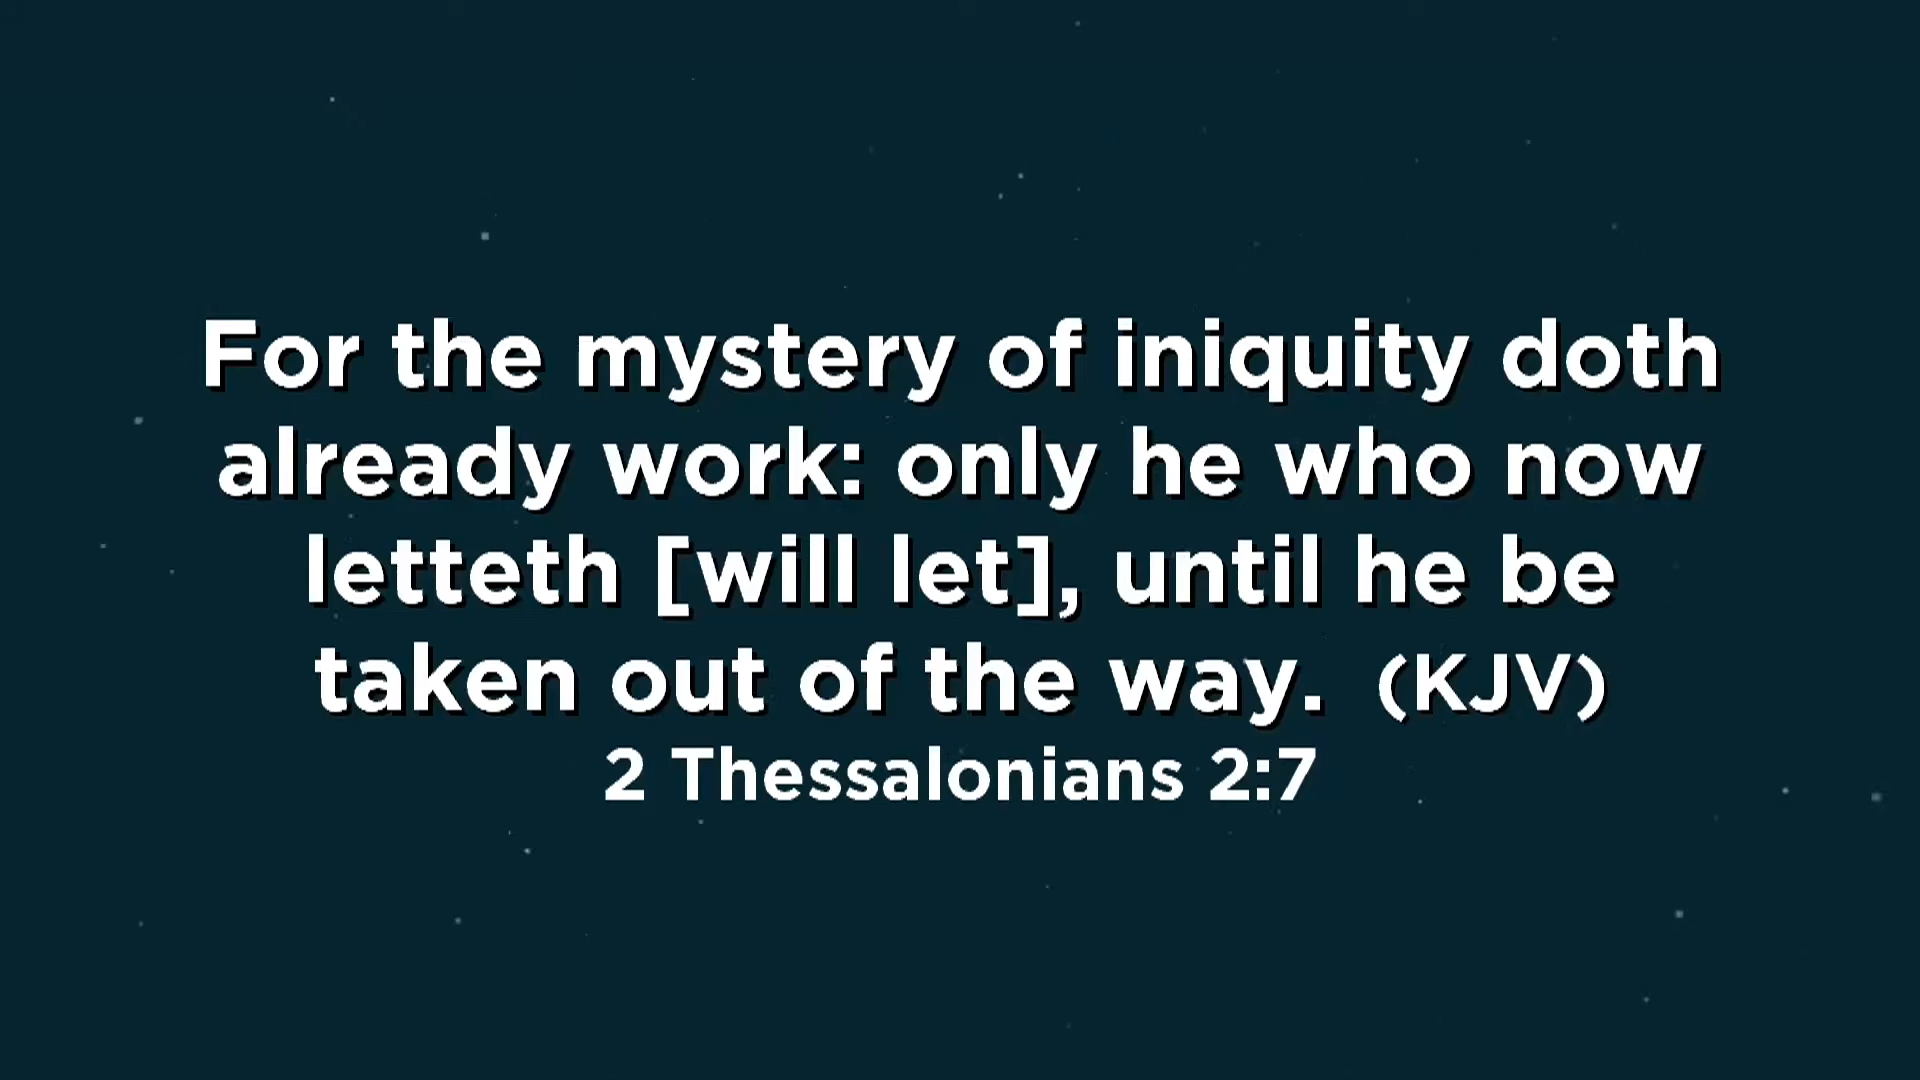 For the mystery of iniquity doth
already work: only he who now
letteth [will let], until he be
taken out of the way. (KJV)
2 Thessalonians 2:7